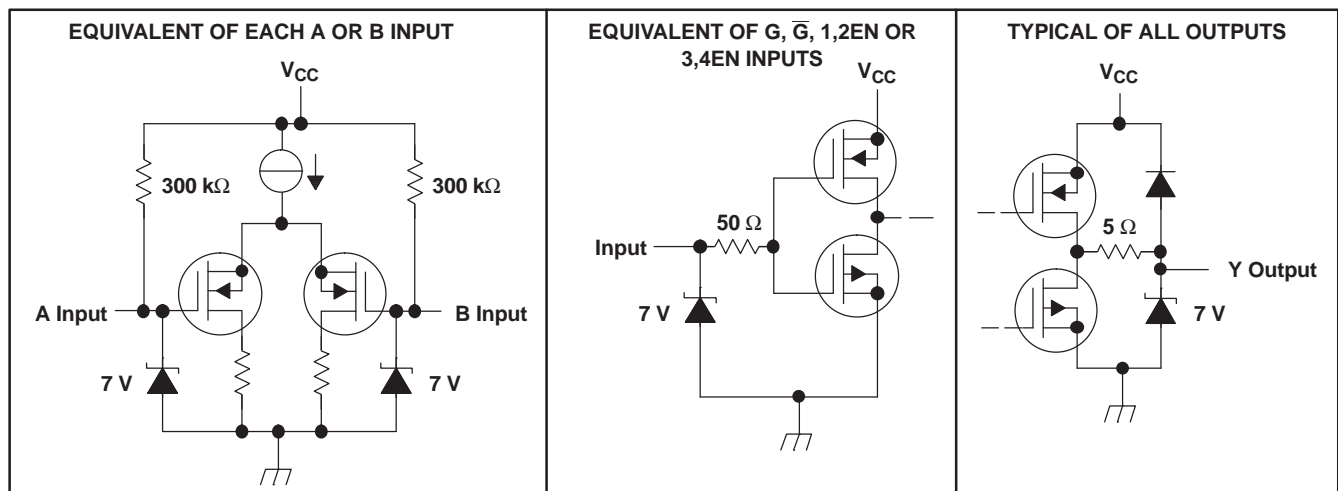 EQUIVALENT OF EACH A OR B INPUT
VCC
300 kΩ
300 kΩ
A Input
B Input
7 V
7 V
EQUIVALENT OF G, G̅, 1,2EN OR
3,4EN INPUTS
VCC
50 Ω
Input
7 V
TYPICAL OF ALL OUTPUTS
VCC
5 Ω
Y Output
7 V